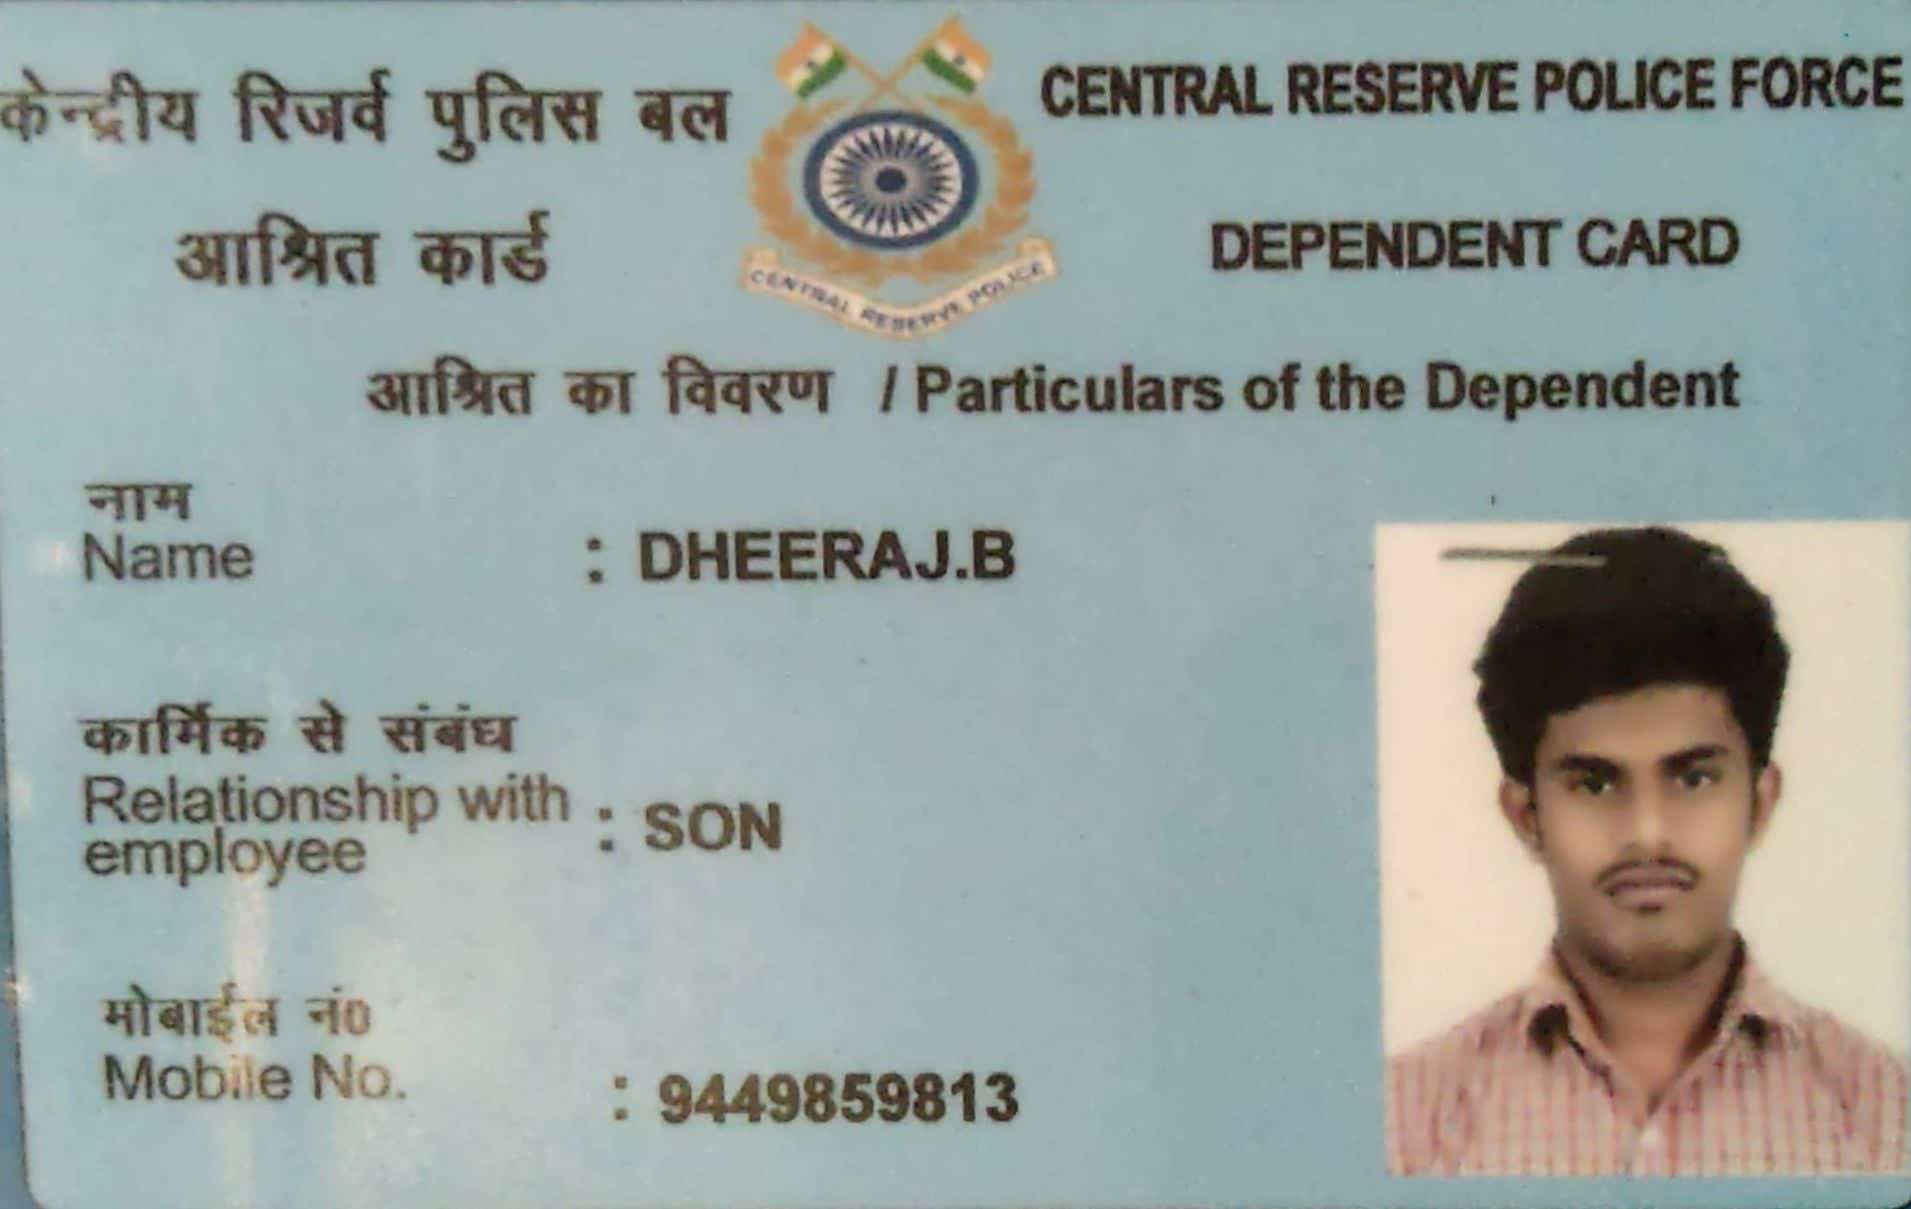 केन्द्रीय रिजर्व पुलिस बल
CENTRAL RESERVE POLICE FORCE
आश्रित कार्ड
DEPENDENT CARD
CENTRAL RESERVE POLICE
आश्रित का विवरण / Particulars of the Dependent
नाम
Name : DHEERAJ.B
कार्मिक से संबंध
Relationship with
employee : SON
मोबाईल नं0
Mobile No. : 9449859813